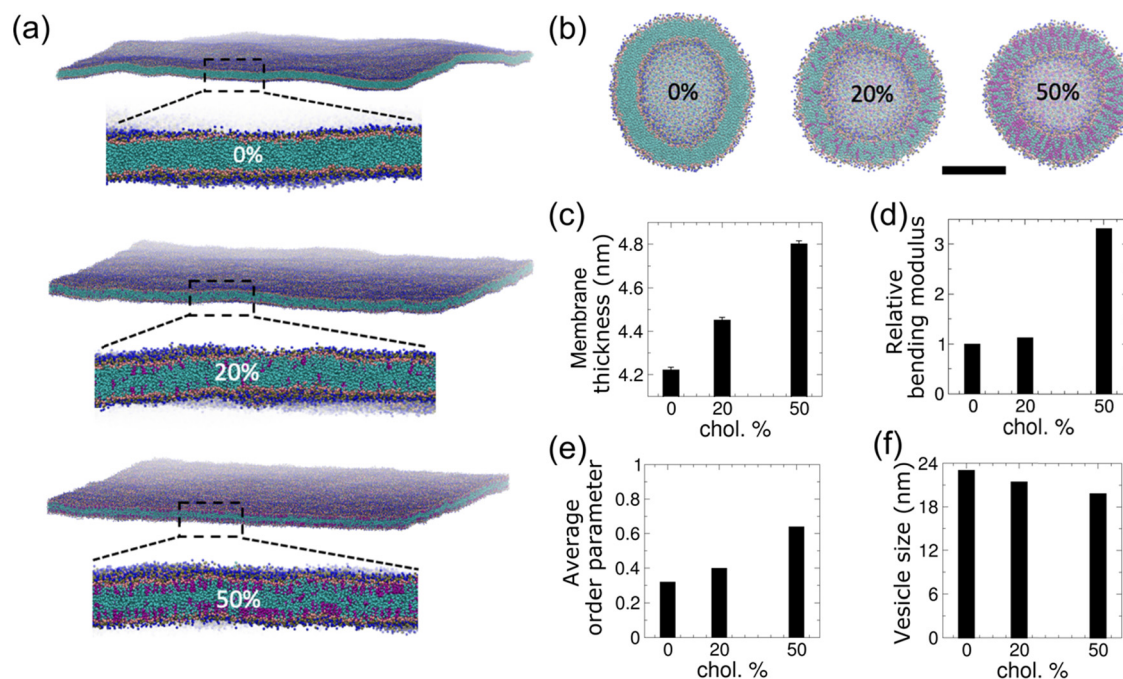 (a)
0%
20%
50%
(b)
0%
20%
50%
(c)
Membrane
thickness (nm)
4.8
4.6
4.4
4.2
0
20
50
chol. %
(d)
Relative
bending modulus
3
2
1
0
0
20
50
chol. %
(e)
Average
order parameter
1
0.8
0.6
0.4
0.2
0
0
20
50
chol. %
(f)
Vesicle size (nm)
24
18
12
6
0
0
20
50
chol. %